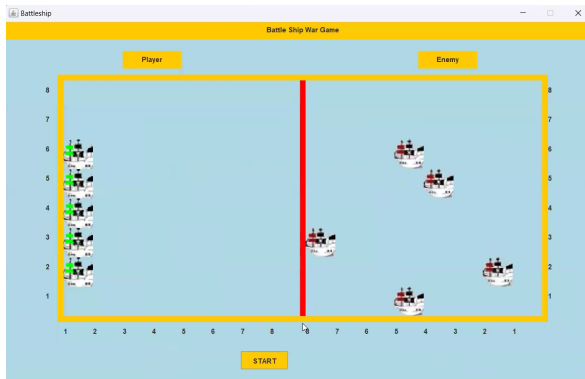 Battleship
Battle Ship War Game
Player Enemy
8 8
7 7
6 6
5 5
4 4
3 3
2 2
1 1
1 2 3 4 5 6 7 8 8 7 6 5 4 3 2 1
START